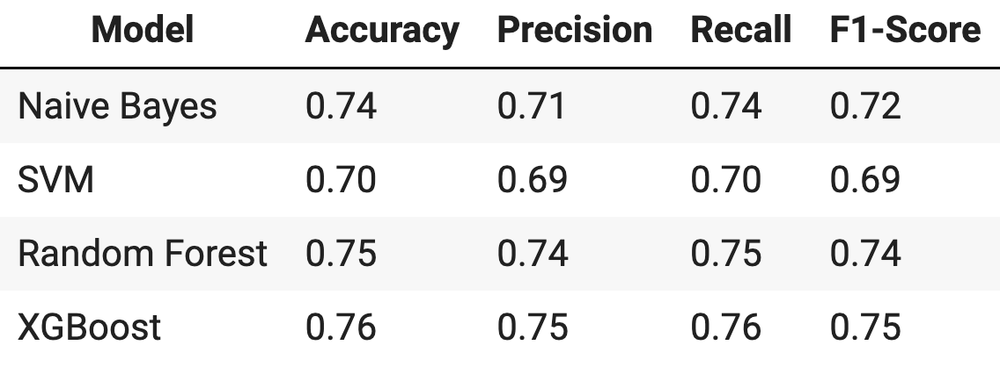 Model Accuracy Precision Recall F1-Score
Naive Bayes 0.74 0.71 0.74 0.72
SVM 0.70 0.69 0.70 0.69
Random Forest 0.75 0.74 0.75 0.74
XGBoost 0.76 0.75 0.76 0.75